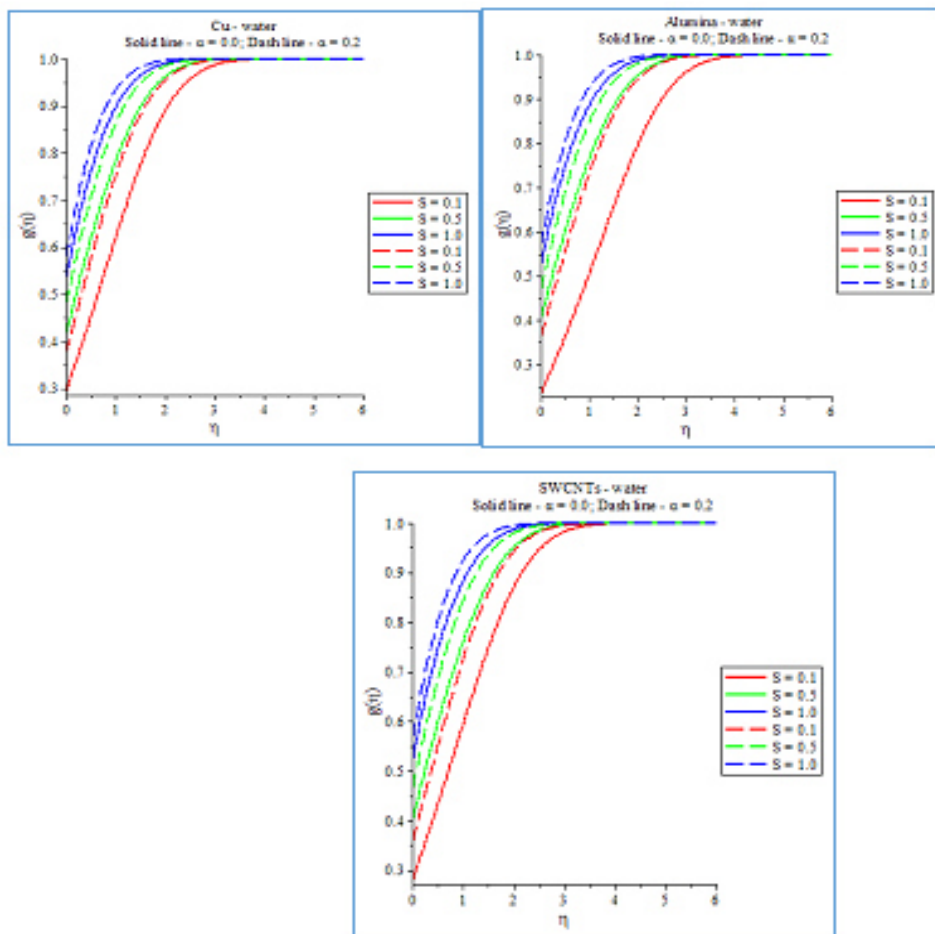 Cu - water
Solid line - α = 0.0; Dash line - α = 0.2
1.0
0.9
0.8
0.7
g(η)
0.6
0.5
0.4
0.3
0 1 2 3 4 5 6
η
S = 0.1
S = 0.5
S = 1.0
S = 0.1
S = 0.5
S = 1.0
Alumina - water
Solid line - α = 0.0; Dash line - α = 0.2
1.0
0.9
0.8
0.7
g(η)
0.6
0.5
0.4
0.3
0 1 2 3 4 5 6
η
S = 0.1
S = 0.5
S = 1.0
S = 0.1
S = 0.5
S = 1.0
SWCNTs - water
Solid line - α = 0.0; Dash line - α = 0.2
1.0
0.9
0.8
0.7
g(η)
0.6
0.5
0.4
0.3
0 1 2 3 4 5 6
η
S = 0.1
S = 0.5
S = 1.0
S = 0.1
S = 0.5
S = 1.0